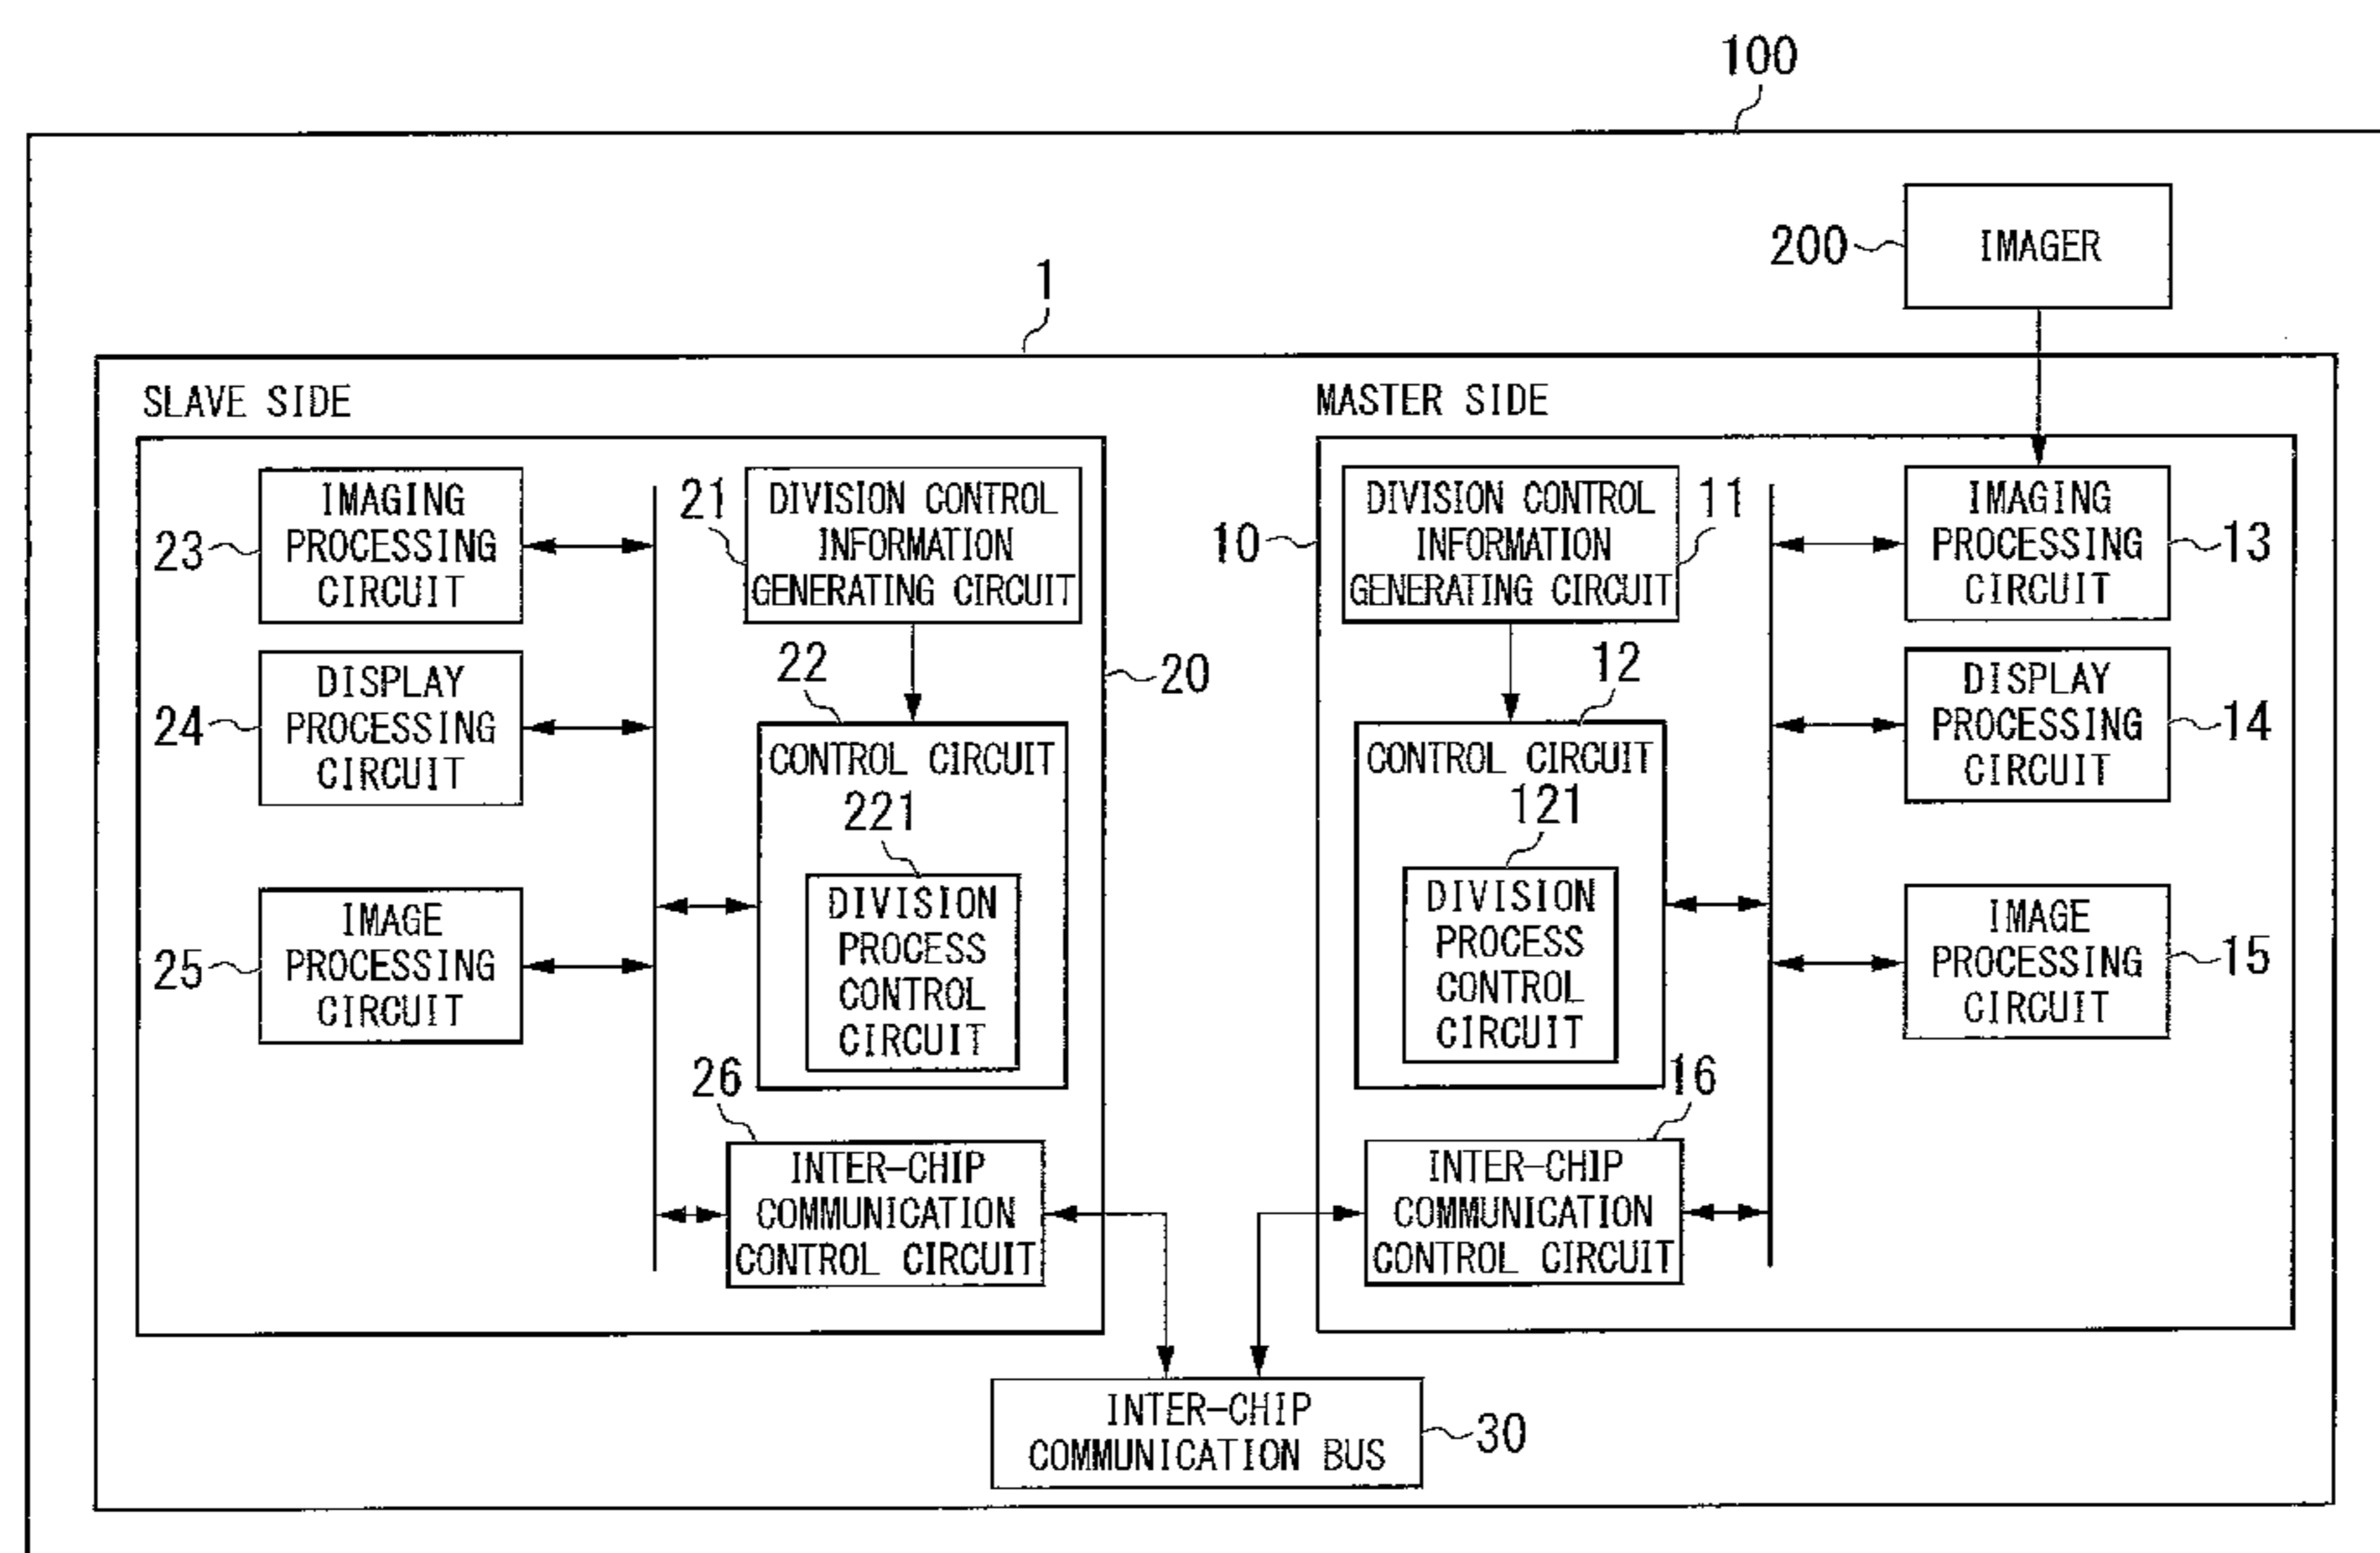 100
200
IMAGER
1
SLAVE SIDE
MASTER SIDE
23
IMAGING
PROCESSING
CIRCUIT
21
DIVISION CONTROL
INFORMATION
GENERATING CIRCUIT
24
DISPLAY
PROCESSING
CIRCUIT
22
CONTROL CIRCUIT
221
DIVISION
PROCESS
CONTROL
CIRCUIT
20
25
IMAGE
PROCESSING
CIRCUIT
26
INTER-CHIP
COMMUNICATION
CONTROL CIRCUIT
10
DIVISION CONTROL
INFORMATION
GENERATING CIRCUIT
11
IMAGING
PROCESSING
CIRCUIT
13
12
CONTROL CIRCUIT
121
DIVISION
PROCESS
CONTROL
CIRCUIT
DISPLAY
PROCESSING
CIRCUIT
14
IMAGE
PROCESSING
CIRCUIT
15
16
INTER-CHIP
COMMUNICATION
CONTROL CIRCUIT
INTER-CHIP
COMMUNICATION BUS
30